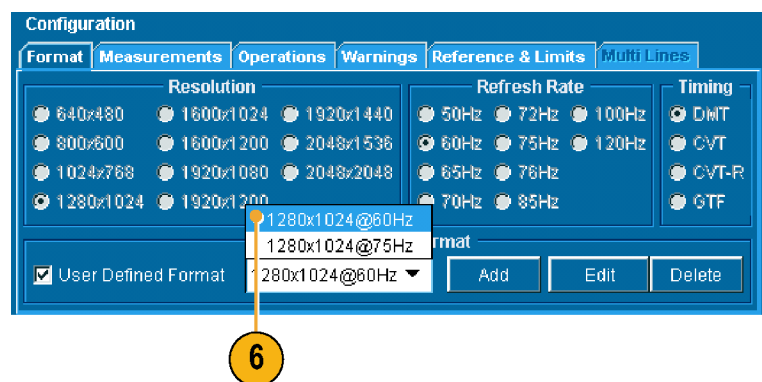 Configuration
Format Measurements Operations Warnings Reference & Limits Multi Lines
Resolution Refresh Rate Timing
640x480 1600x1024 1920x1440 50Hz 72Hz 100Hz DMT
800x600 1600x1200 2048x1536 60Hz 75Hz 120Hz CVT
1024x768 1920x1080 2048x2048 65Hz 76Hz CVT-R
1280x1024 1920x1200 70Hz 85Hz GTF
1280x1024@60Hz
1280x1024@75Hz rmat
User Defined Format 1280x1024@60Hz Add Edit Delete
6